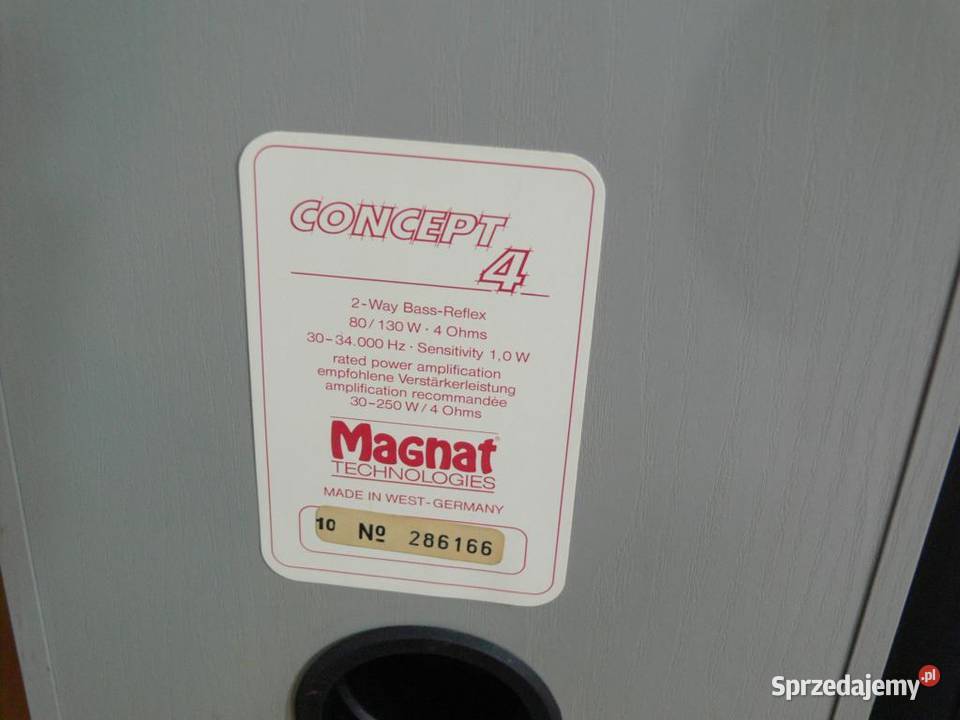 CONCEPT
4
2-Way Bass-Reflex
80/130 W · 4 Ohms
30-34.000 Hz · Sensitivity 1,0 W
rated power amplification
empfohlene Verstärkerleistung
amplification recommandée
30-250 W/4 Ohms
Magnat®
TECHNOLOGIES
MADE IN WEST-GERMANY
10 Nº 286166
Sprzedajemy.pl